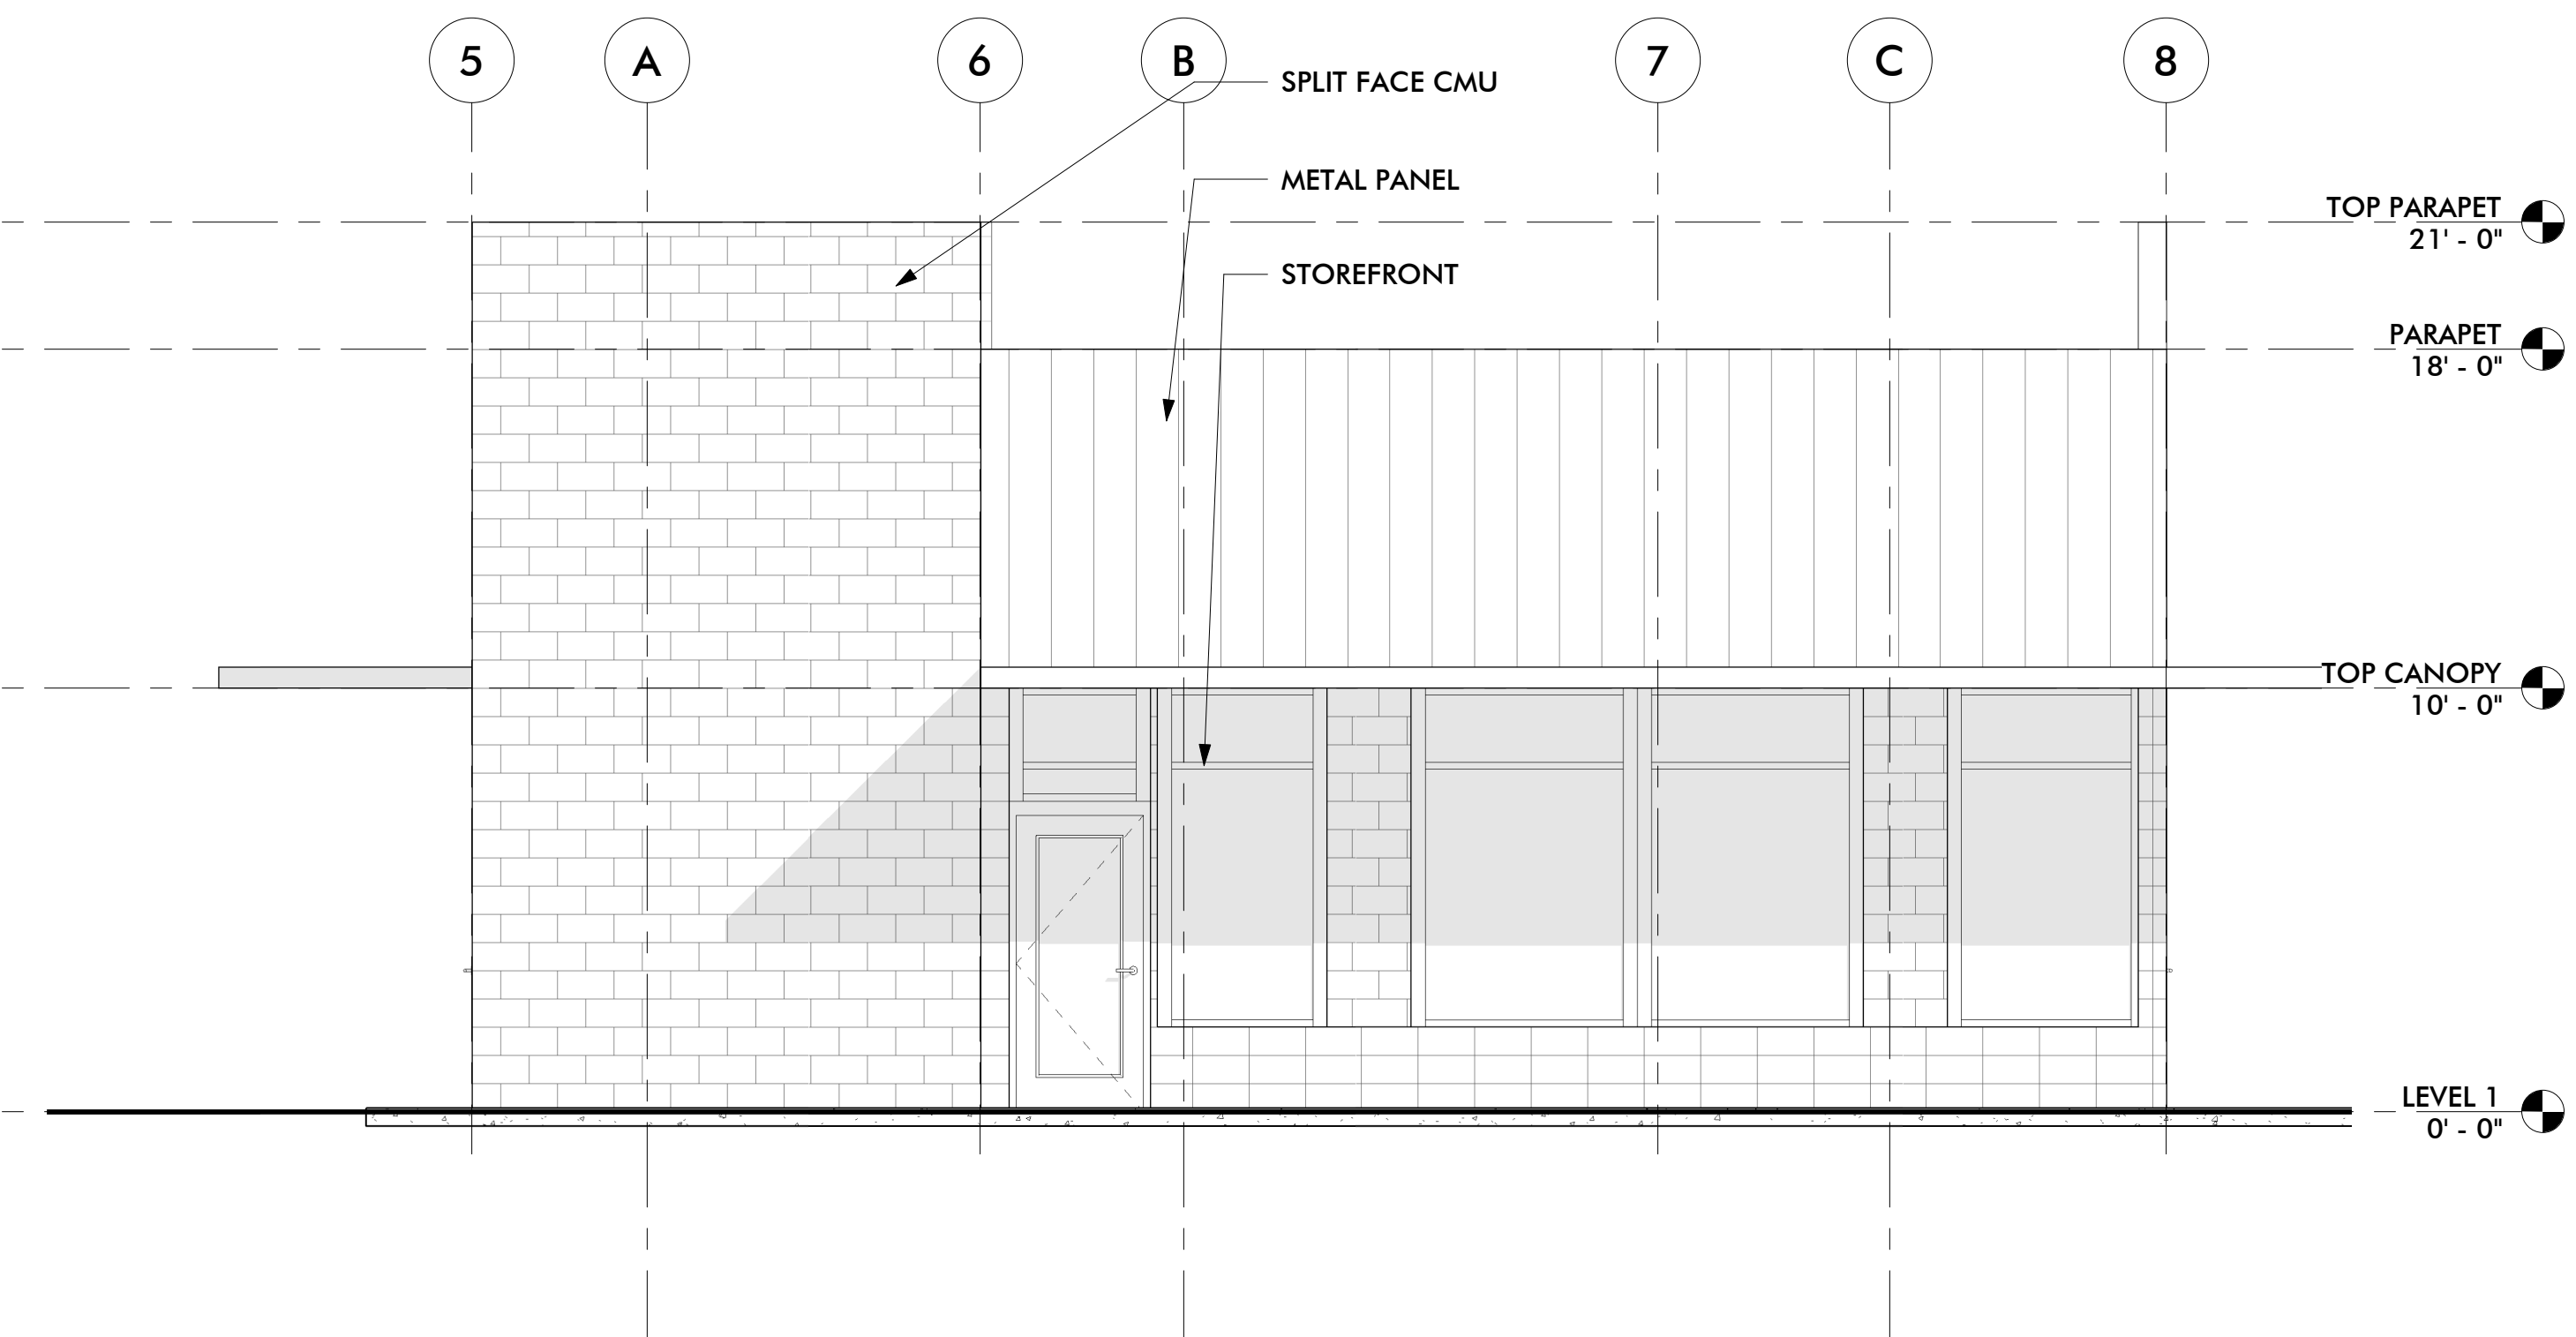 5
A
6
B
7
C
8
SPLIT FACE CMU
METAL PANEL
STOREFRONT
TOP PARAPET
21' - 0"
PARAPET
18' - 0"
TOP CANOPY
10' - 0"
LEVEL 1
0' - 0"